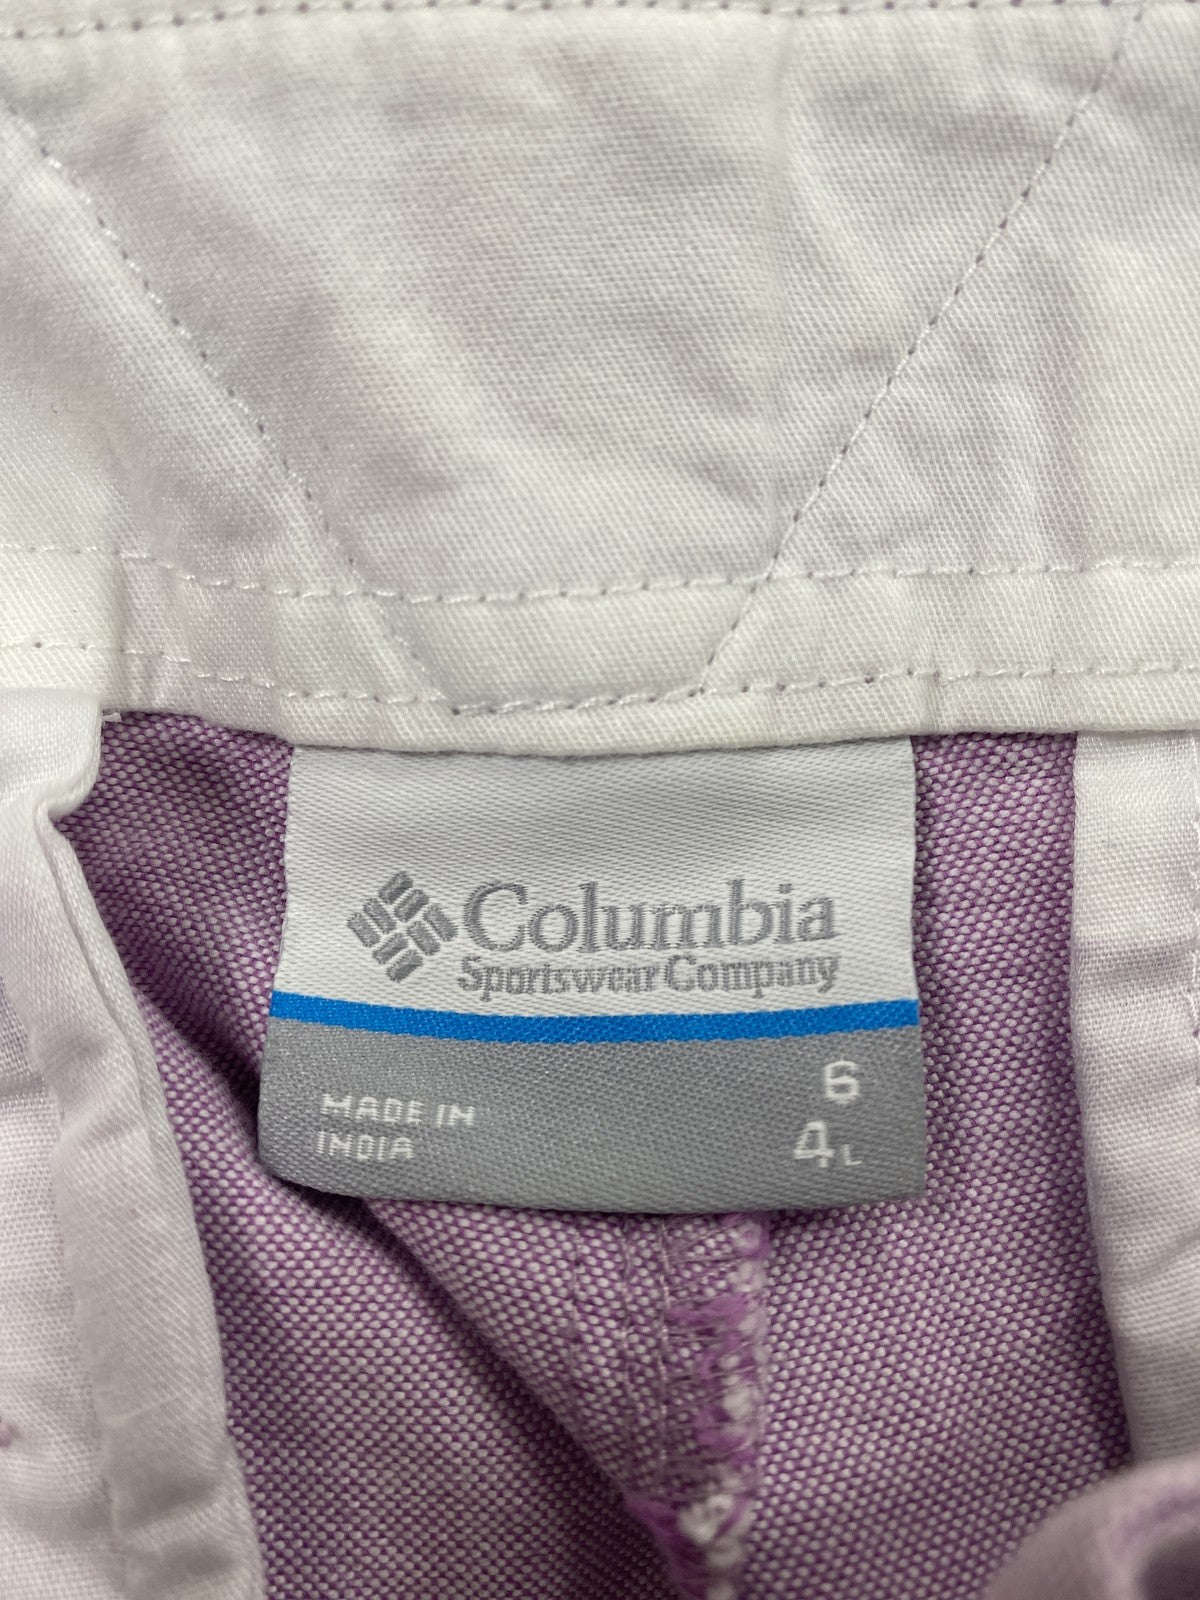 Columbia
Sportswear Company
MADE IN
INDIA
6
4L